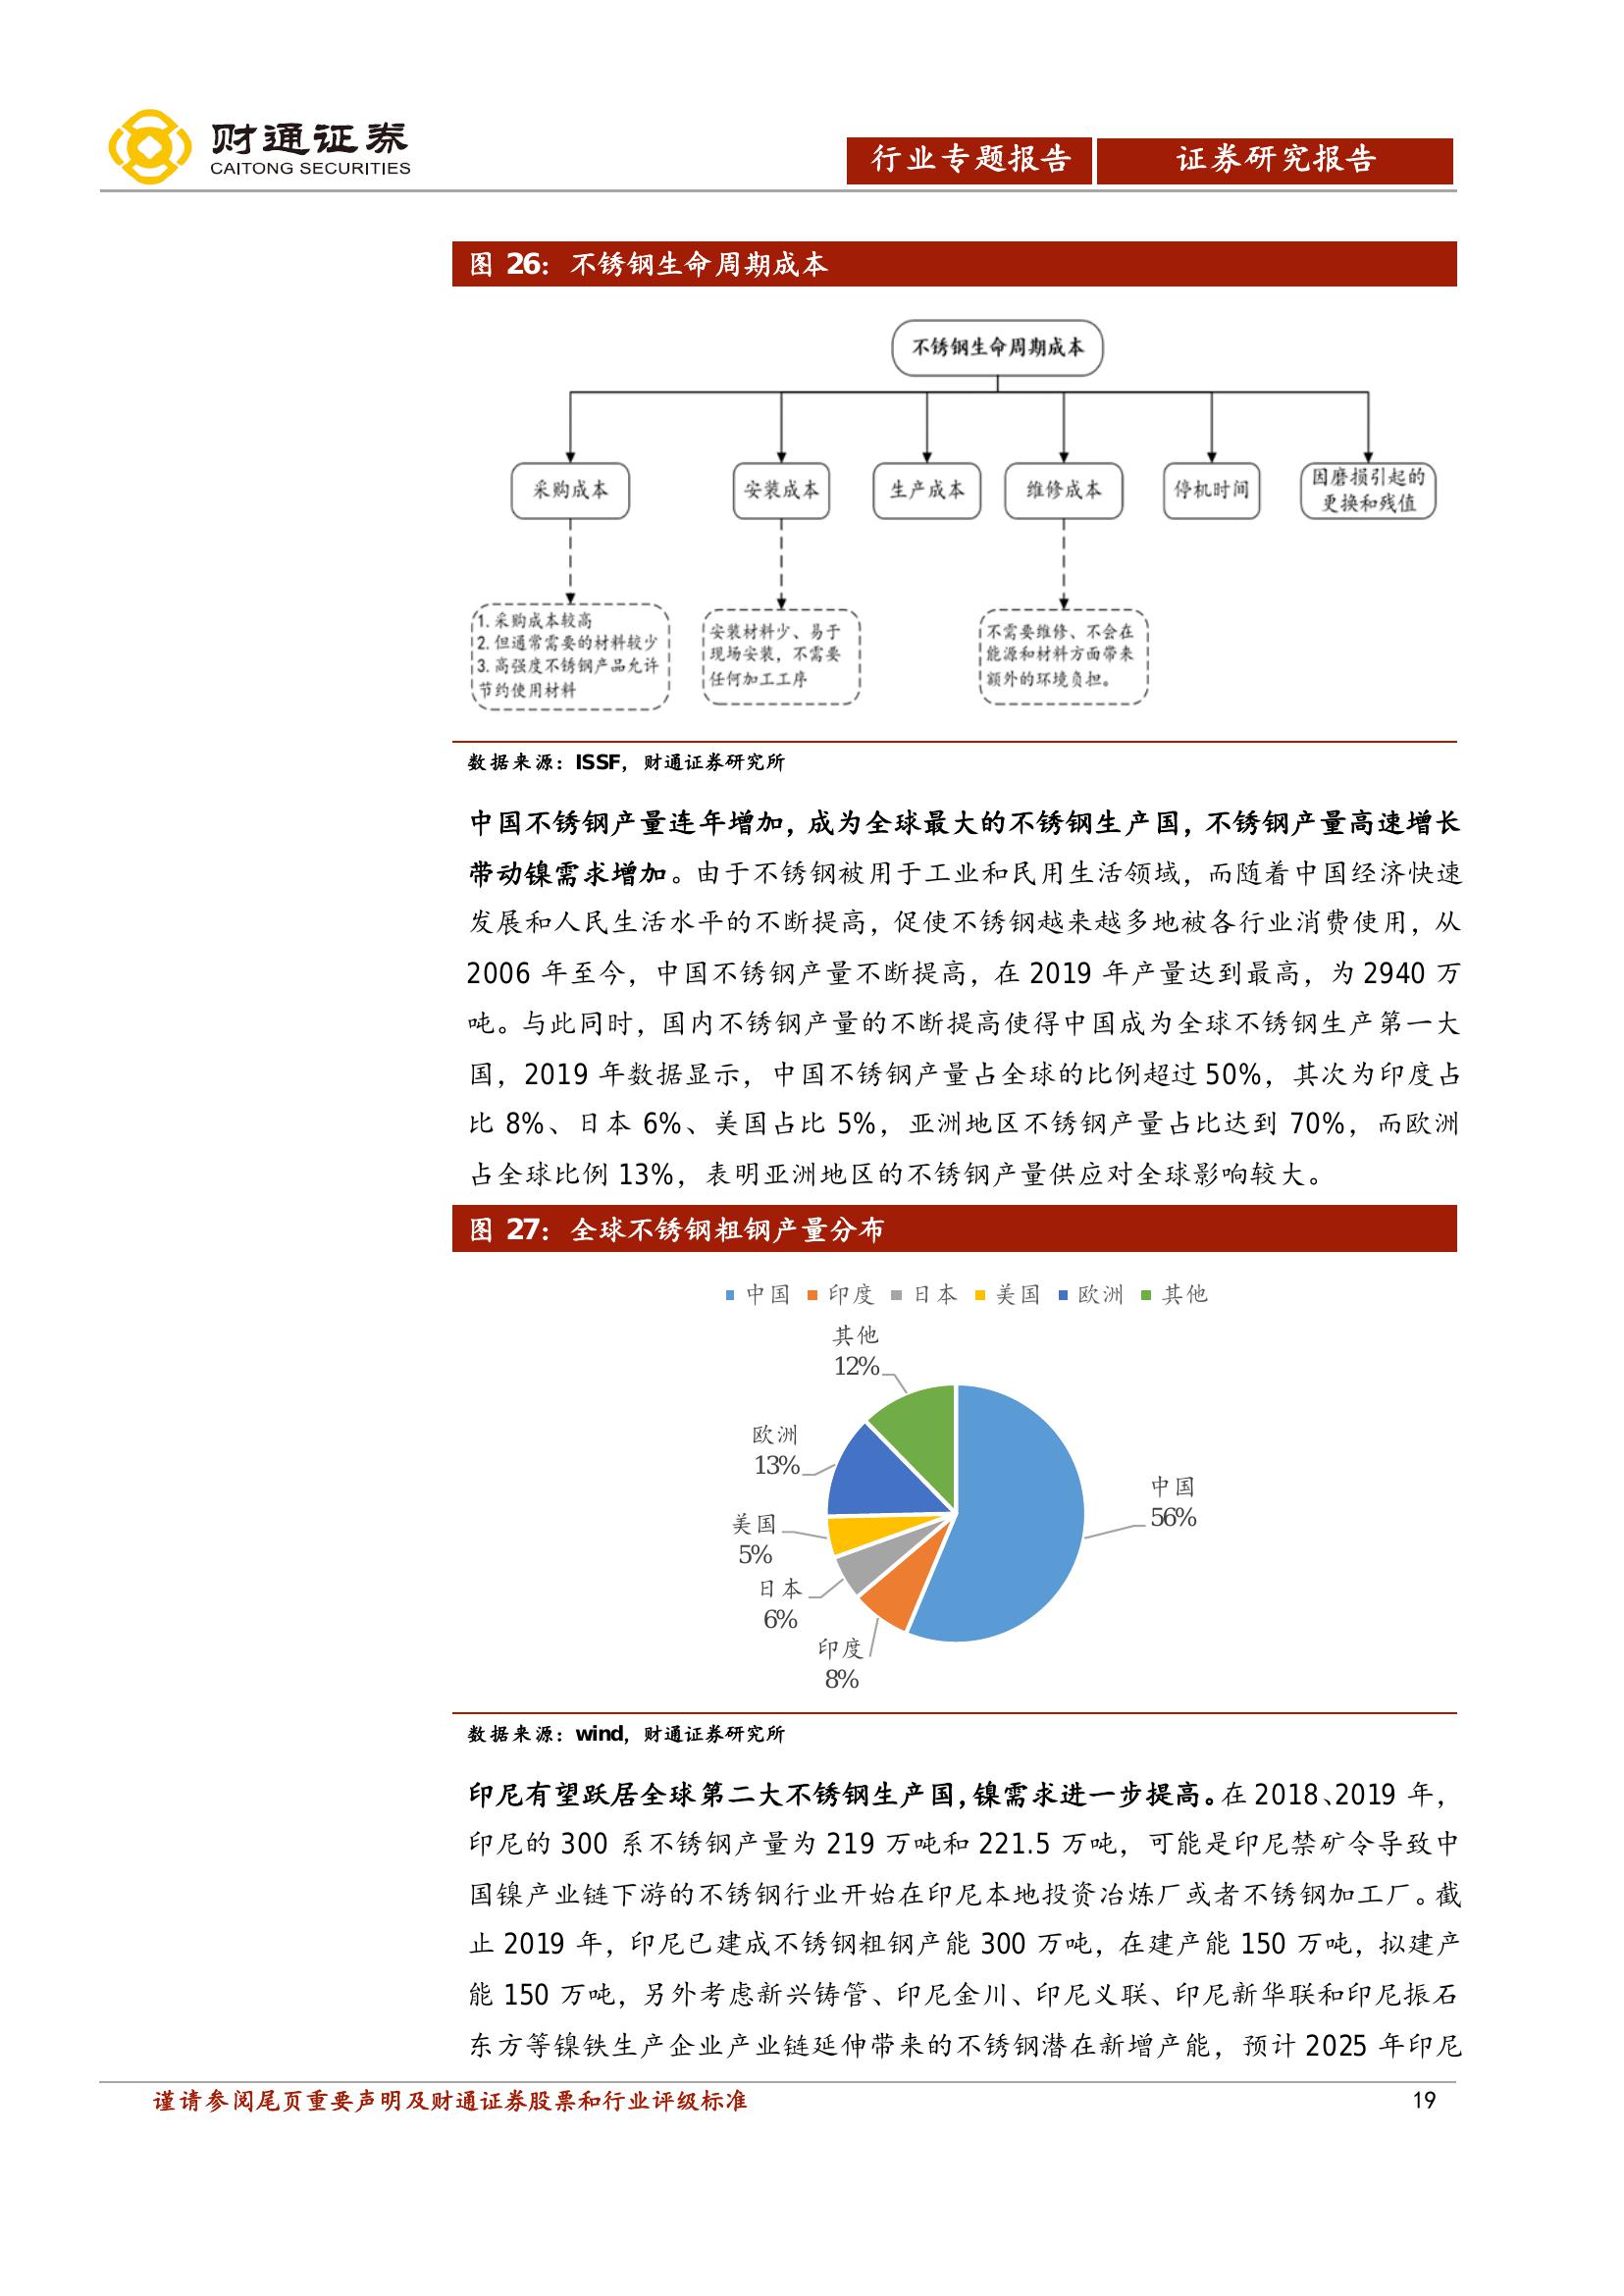 财通证券
CAITONG SECURITIES
行业专题报告
证券研究报告
图 26：不锈钢生命周期成本
不锈钢生命周期成本
采购成本
安装成本
生产成本
维修成本
停机时间
因磨损引起的
更换和残值
1. 采购成本较高
2. 但通常需要的材料较少
3. 高强度不锈钢产品允许
节约使用材料
安装材料少、易于
现场安装，不需要
任何加工工序
不需要维修、不会在
能源和材料方面带来
额外的环境负担。
数据来源：ISSF，财通证券研究所
中国不锈钢产量连年增加，成为全球最大的不锈钢生产国，不锈钢产量高速增长
带动镍需求增加。由于不锈钢被用于工业和民用生活领域，而随着中国经济快速
发展和人民生活水平的不断提高，促使不锈钢越来越多地被各行业消费使用，从
2006 年至今，中国不锈钢产量不断提高，在 2019 年产量达到最高，为 2940 万
吨。与此同时，国内不锈钢产量的不断提高使得中国成为全球不锈钢生产第一大
国，2019 年数据显示，中国不锈钢产量占全球的比例超过 50%，其次为印度占
比 8%、日本 6%、美国占比 5%，亚洲地区不锈钢产量占比达到 70%，而欧洲
占全球比例 13%，表明亚洲地区的不锈钢产量供应对全球影响较大。
图 27：全球不锈钢粗钢产量分布
中国 印度 日本 美国 欧洲 其他
其他
12%
欧洲
13%
中国
56%
美国
5%
日本
6%
印度
8%
数据来源：wind，财通证券研究所
印尼有望跃居全球第二大不锈钢生产国，镍需求进一步提高。在 2018、2019 年，
印尼的 300 系不锈钢产量为 219 万吨和 221.5 万吨，可能是印尼禁矿令导致中
国镍产业链下游的不锈钢行业开始在印尼本地投资冶炼厂或者不锈钢加工厂。截
止 2019 年，印尼已建成不锈钢粗钢产能 300 万吨，在建产能 150 万吨，拟建产
能 150 万吨，另外考虑新兴铸管、印尼金川、印尼义联、印尼新华联和印尼振石
东方等镍铁生产企业产业链延伸带来的不锈钢潜在新增产能，预计 2025 年印尼
谨请参阅尾页重要声明及财通证券股票和行业评级标准
19